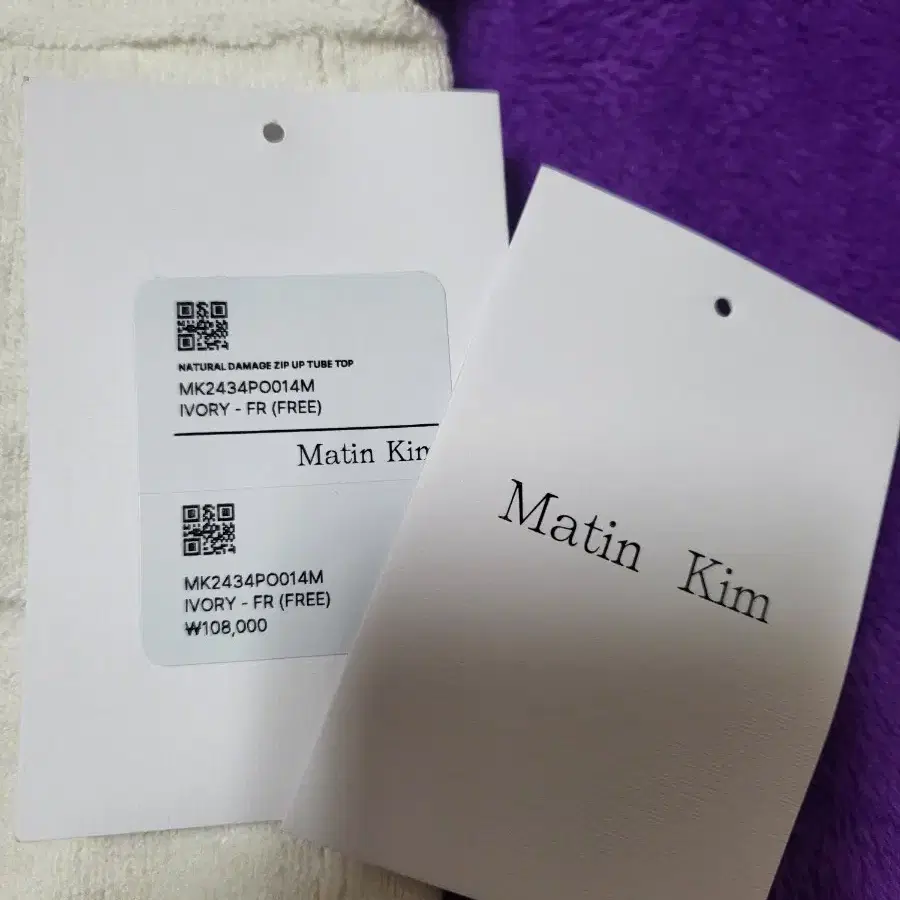 NATURAL DAMAGE ZIP UP TUBE TOP
MK2434PO014M
IVORY - FR (FREE)
Matin Kim
MK2434PO014M
IVORY - FR (FREE)
₩108,000
Matin Kim